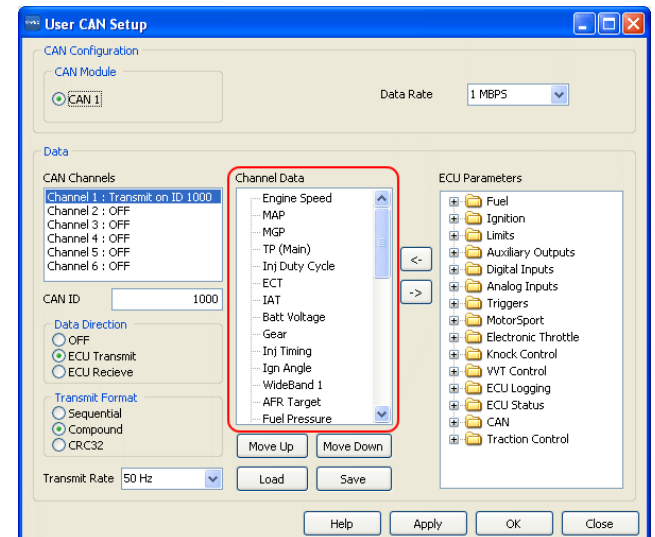 User CAN Setup
CAN Configuration
CAN Module
CAN 1
Data Rate
1 MBPS
Data
CAN Channels
Channel 1 : Transmit on ID 1000
Channel 2 : OFF
Channel 3 : OFF
Channel 4 : OFF
Channel 5 : OFF
Channel 6 : OFF
CAN ID
1000
Data Direction
OFF
ECU Transmit
ECU Recieve
Transmit Format
Sequential
Compound
CRC32
Transmit Rate
50 Hz
Channel Data
Engine Speed
MAP
MGP
TP (Main)
Inj Duty Cycle
ECT
IAT
Batt Voltage
Gear
Inj Timing
Ign Angle
WideBand 1
AFR Target
Fuel Pressure
<-
->
Move Up
Move Down
Load
Save
ECU Parameters
Fuel
Ignition
Limits
Auxiliary Outputs
Digital Inputs
Analog Inputs
Triggers
MotorSport
Electronic Throttle
Knock Control
VVT Control
ECU Logging
ECU Status
CAN
Traction Control
Help
Apply
OK
Close